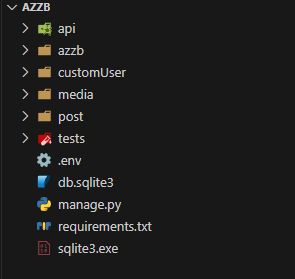 AZZB
api
azzb
customUser
media
post
tests
.env
db.sqlite3
manage.py
requirements.txt
sqlite3.exe